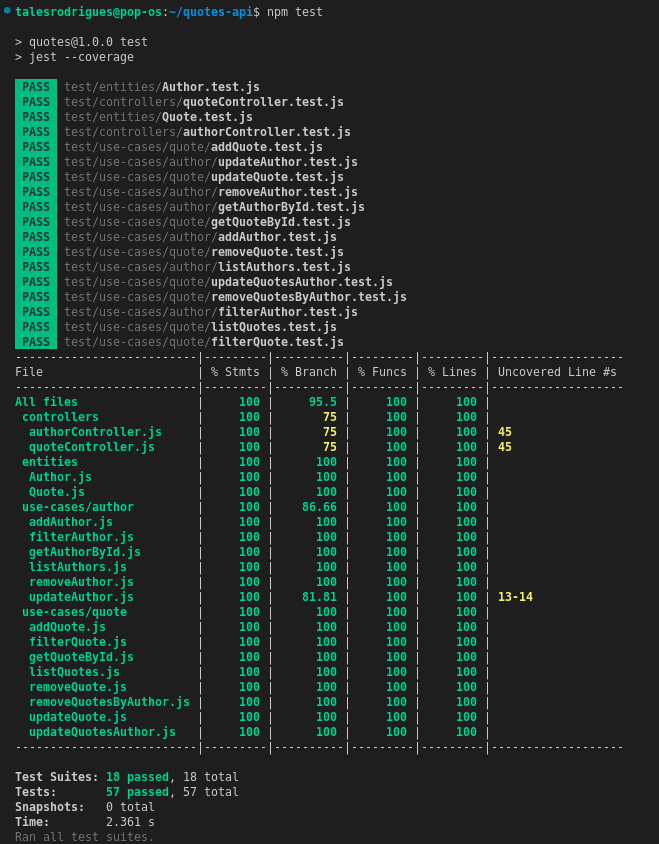 talesrodrigues@pop-os:~/quotes-api$ npm test
> quotes@1.0.0 test
> jest --coverage
PASS test/entities/Author.test.js
PASS test/controllers/quoteController.test.js
PASS test/entities/Quote.test.js
PASS test/controllers/authorController.test.js
PASS test/use-cases/quote/addQuote.test.js
PASS test/use-cases/author/updateAuthor.test.js
PASS test/use-cases/quote/updateQuote.test.js
PASS test/use-cases/author/removeAuthor.test.js
PASS test/use-cases/author/getAuthorById.test.js
PASS test/use-cases/quote/getQuoteById.test.js
PASS test/use-cases/author/addAuthor.test.js
PASS test/use-cases/quote/removeQuote.test.js
PASS test/use-cases/author/listAuthors.test.js
PASS test/use-cases/quote/updateQuotesAuthor.test.js
PASS test/use-cases/quote/removeQuotesByAuthor.test.js
PASS test/use-cases/author/filterAuthor.test.js
PASS test/use-cases/quote/listQuotes.test.js
PASS test/use-cases/quote/filterQuote.test.js
--------------------------|---------|----------|---------|---------|-------------------
File                      | % Stmts | % Branch | % Funcs | % Lines | Uncovered Line #s
--------------------------|---------|----------|---------|---------|-------------------
All files                 |     100 |     95.5 |     100 |     100 |
 controllers              |     100 |       75 |     100 |     100 |
  authorController.js     |     100 |       75 |     100 |     100 | 45
  quoteController.js      |     100 |       75 |     100 |     100 | 45
 entities                 |     100 |      100 |     100 |     100 |
  Author.js               |     100 |      100 |     100 |     100 |
  Quote.js                |     100 |      100 |     100 |     100 |
 use-cases/author         |     100 |    86.66 |     100 |     100 |
  addAuthor.js            |     100 |      100 |     100 |     100 |
  filterAuthor.js         |     100 |      100 |     100 |     100 |
  getAuthorById.js        |     100 |      100 |     100 |     100 |
  listAuthors.js          |     100 |      100 |     100 |     100 |
  removeAuthor.js         |     100 |      100 |     100 |     100 |
  updateAuthor.js         |     100 |    81.81 |     100 |     100 | 13-14
 use-cases/quote          |     100 |      100 |     100 |     100 |
  addQuote.js             |     100 |      100 |     100 |     100 |
  filterQuote.js          |     100 |      100 |     100 |     100 |
  getQuoteById.js         |     100 |      100 |     100 |     100 |
  listQuotes.js           |     100 |      100 |     100 |     100 |
  removeQuote.js          |     100 |      100 |     100 |     100 |
  removeQuotesByAuthor.js |     100 |      100 |     100 |     100 |
  updateQuote.js          |     100 |      100 |     100 |     100 |
  updateQuotesAuthor.js   |     100 |      100 |     100 |     100 |
--------------------------|---------|----------|---------|---------|-------------------
Test Suites: 18 passed, 18 total
Tests:       57 passed, 57 total
Snapshots:   0 total
Time:        2.361 s
Ran all test suites.